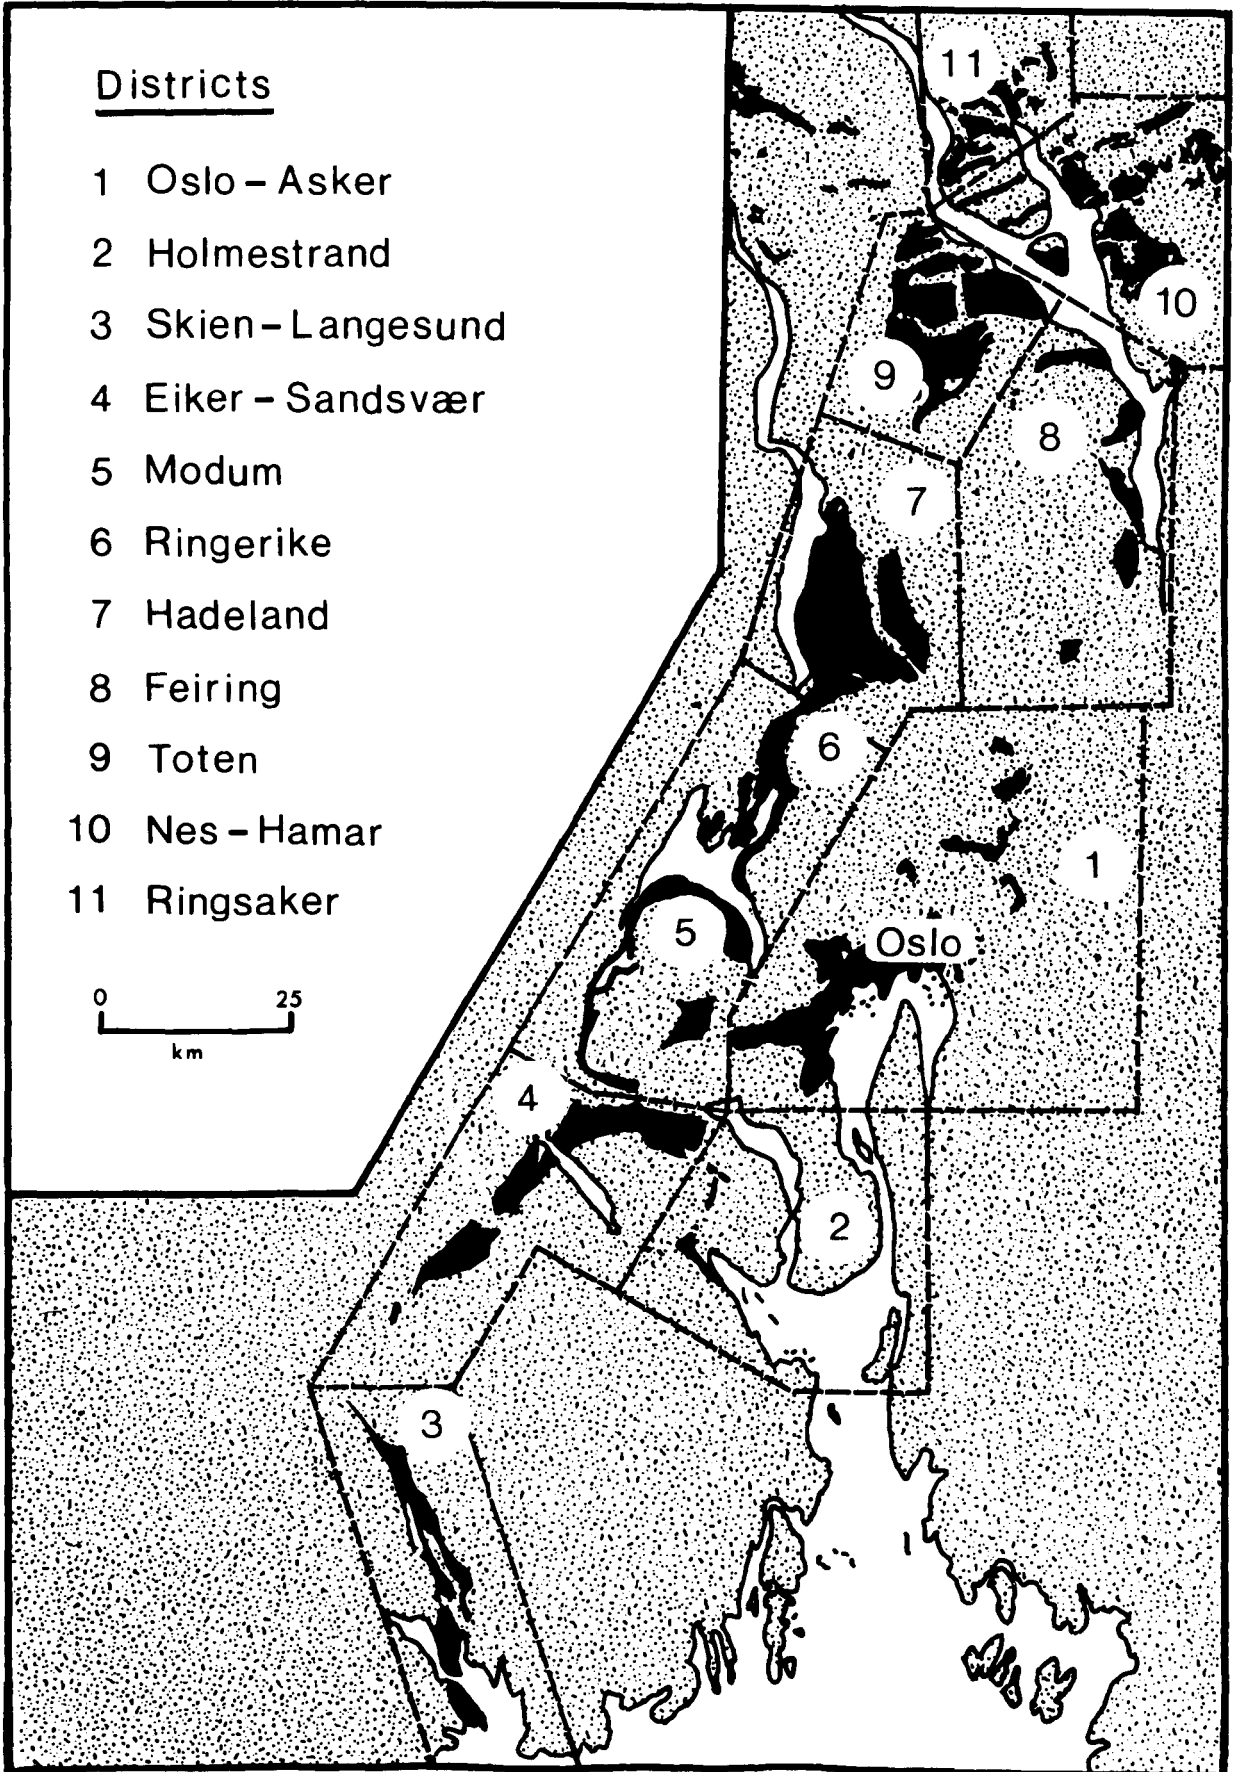 Districts
1 Oslo – Asker
2 Holmestrand
3 Skien – Langesund
4 Eiker – Sandsvær
5 Modum
6 Ringerike
7 Hadeland
8 Feiring
9 Toten
10 Nes – Hamar
11 Ringsaker
0 25
km
11
10
9
8
7
6
1
5
Oslo
4
2
3